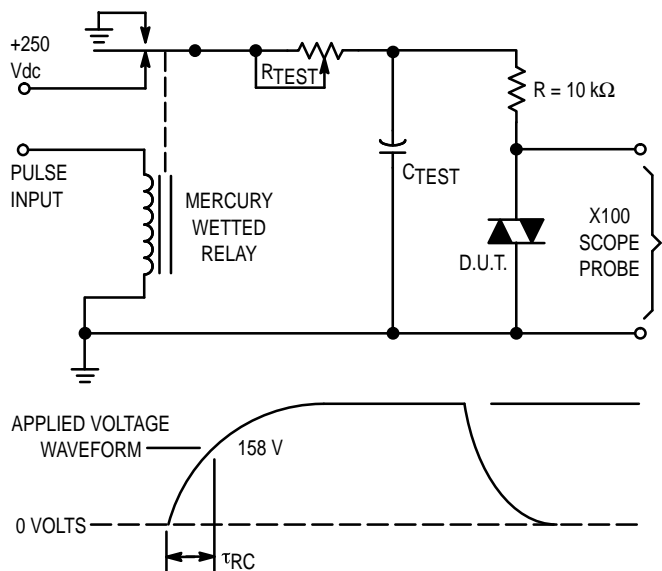 +250
Vdc
RTEST
R = 10 kΩ
PULSE
INPUT
MERCURY
WETTED
RELAY
CTEST
D.U.T.
X100
SCOPE
PROBE
APPLIED VOLTAGE
WAVEFORM
158 V
0 VOLTS
τRC